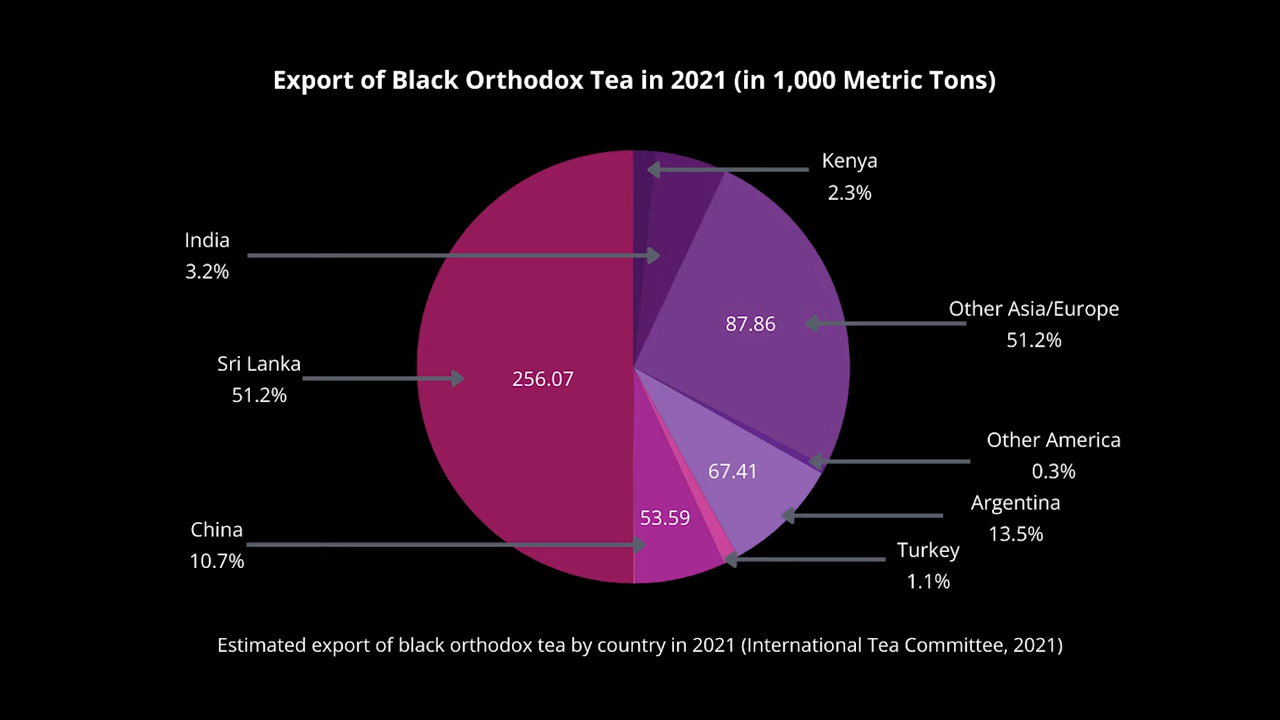 Export of Black Orthodox Tea in 2021 (in 1,000 Metric Tons)
Kenya
2.3%
India
3.2%
Other Asia/Europe
51.2%
87.86
Sri Lanka
51.2%
256.07
Other America
0.3%
67.41
Argentina
13.5%
53.59
China
10.7%
Turkey
1.1%
Estimated export of black orthodox tea by country in 2021 (International Tea Committee, 2021)